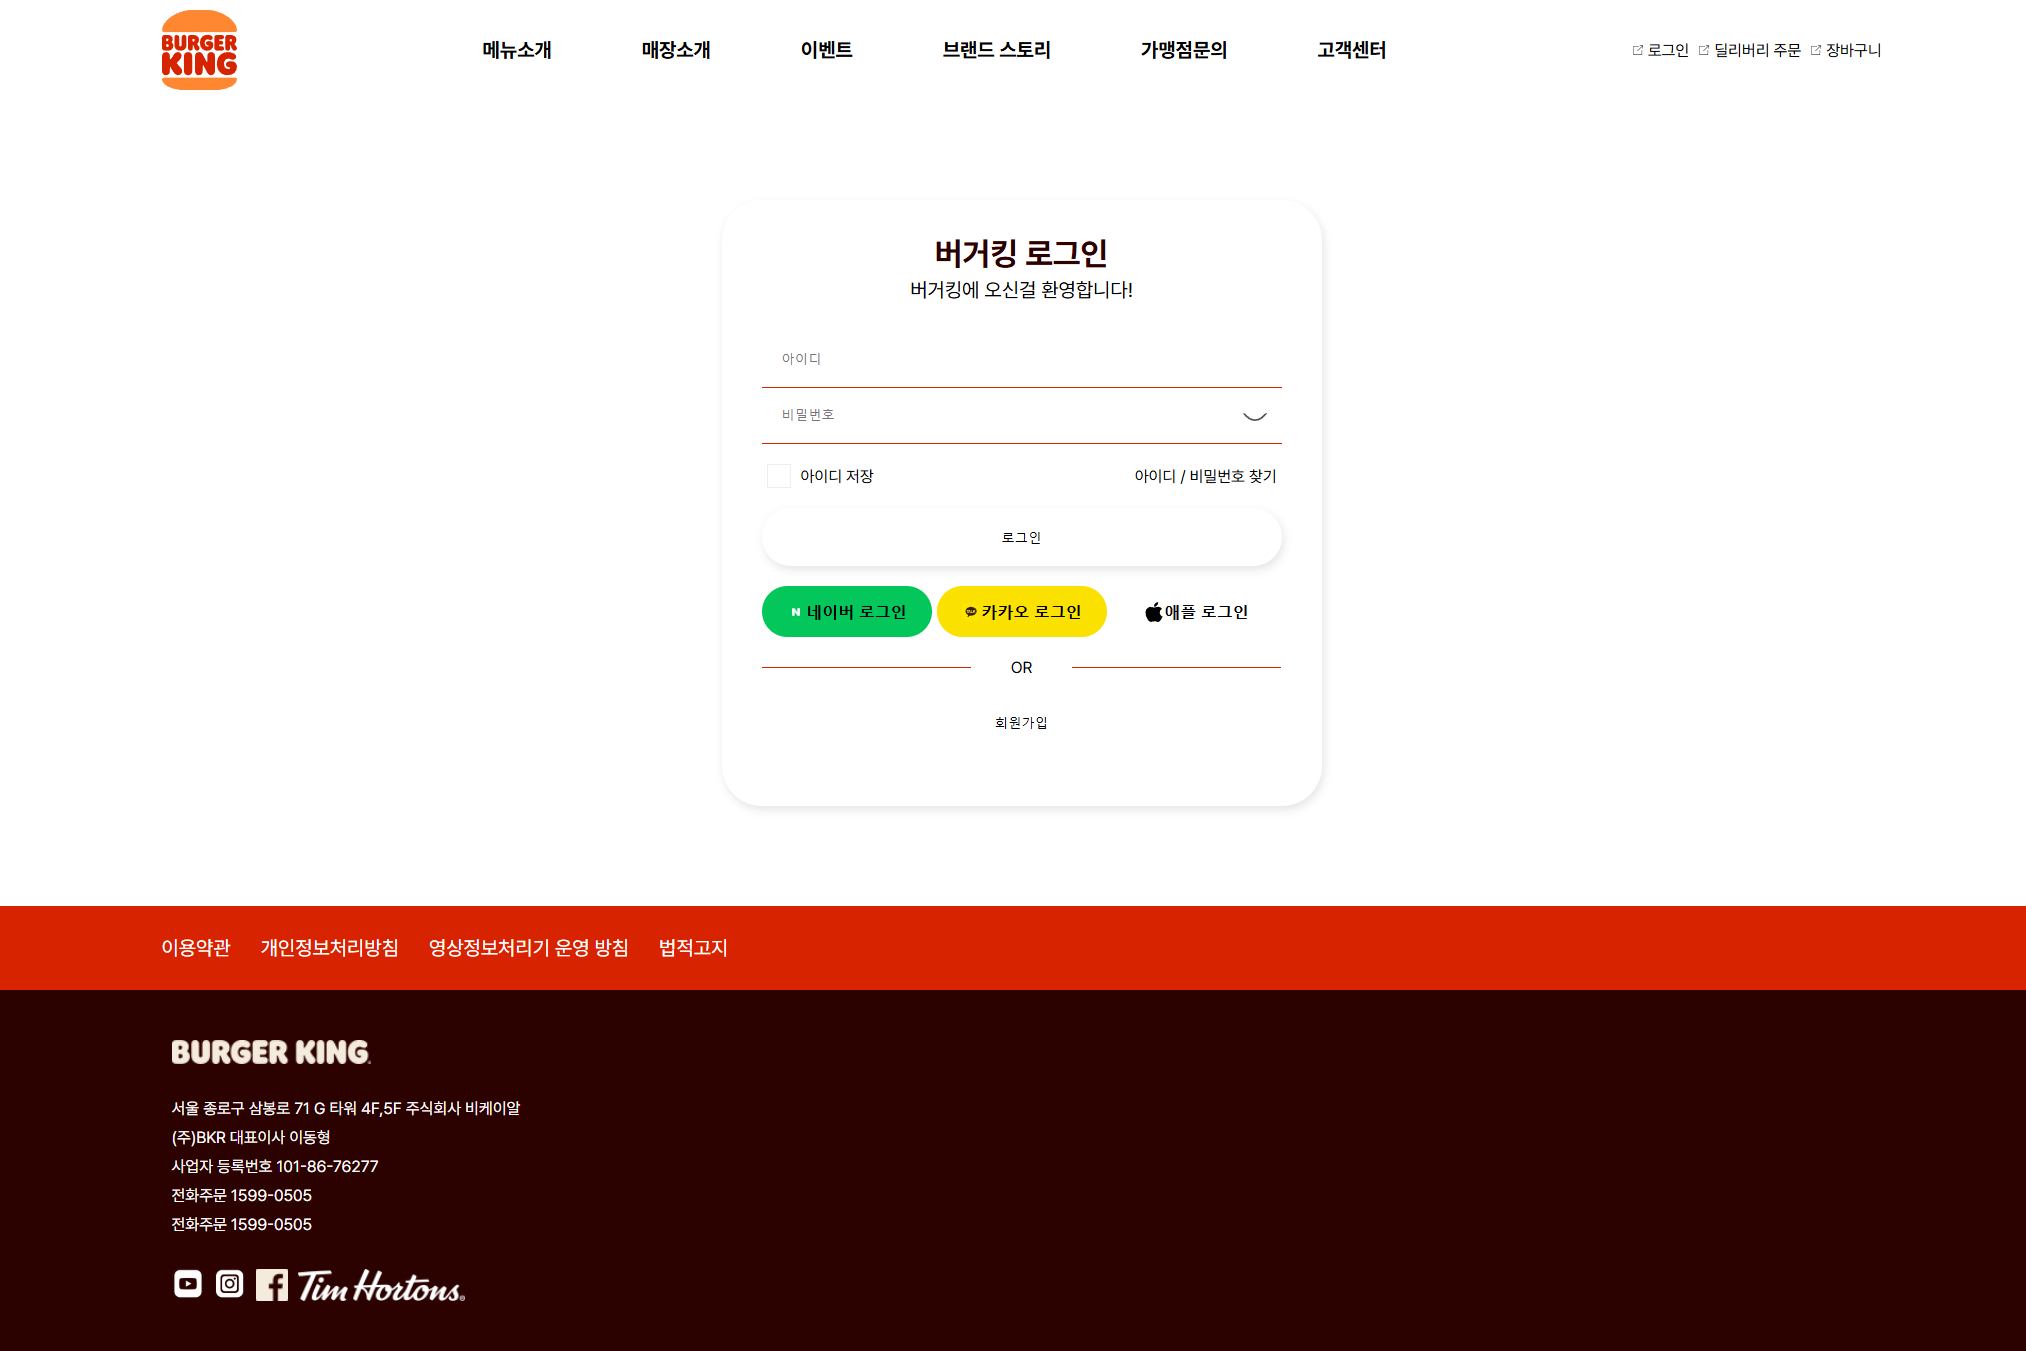 BURGER
KING
메뉴소개 매장소개 이벤트 브랜드 스토리 가맹점문의 고객센터 로그인 딜리버리 주문 장바구니
버거킹 로그인
버거킹에 오신걸 환영합니다!
아이디
비밀번호
아이디 저장 아이디 / 비밀번호 찾기
로그인
N 네이버 로그인 카카오 로그인 애플 로그인
OR
회원가입
이용약관 개인정보처리방침 영상정보처리기 운영 방침 법적고지
BURGER KING
서울 종로구 삼봉로 71 G 타워 4F,5F 주식회사 비케이알
(주)BKR 대표이사 이동형
사업자 등록번호 101-86-76277
전화주문 1599-0505
전화주문 1599-0505
Tim Hortons